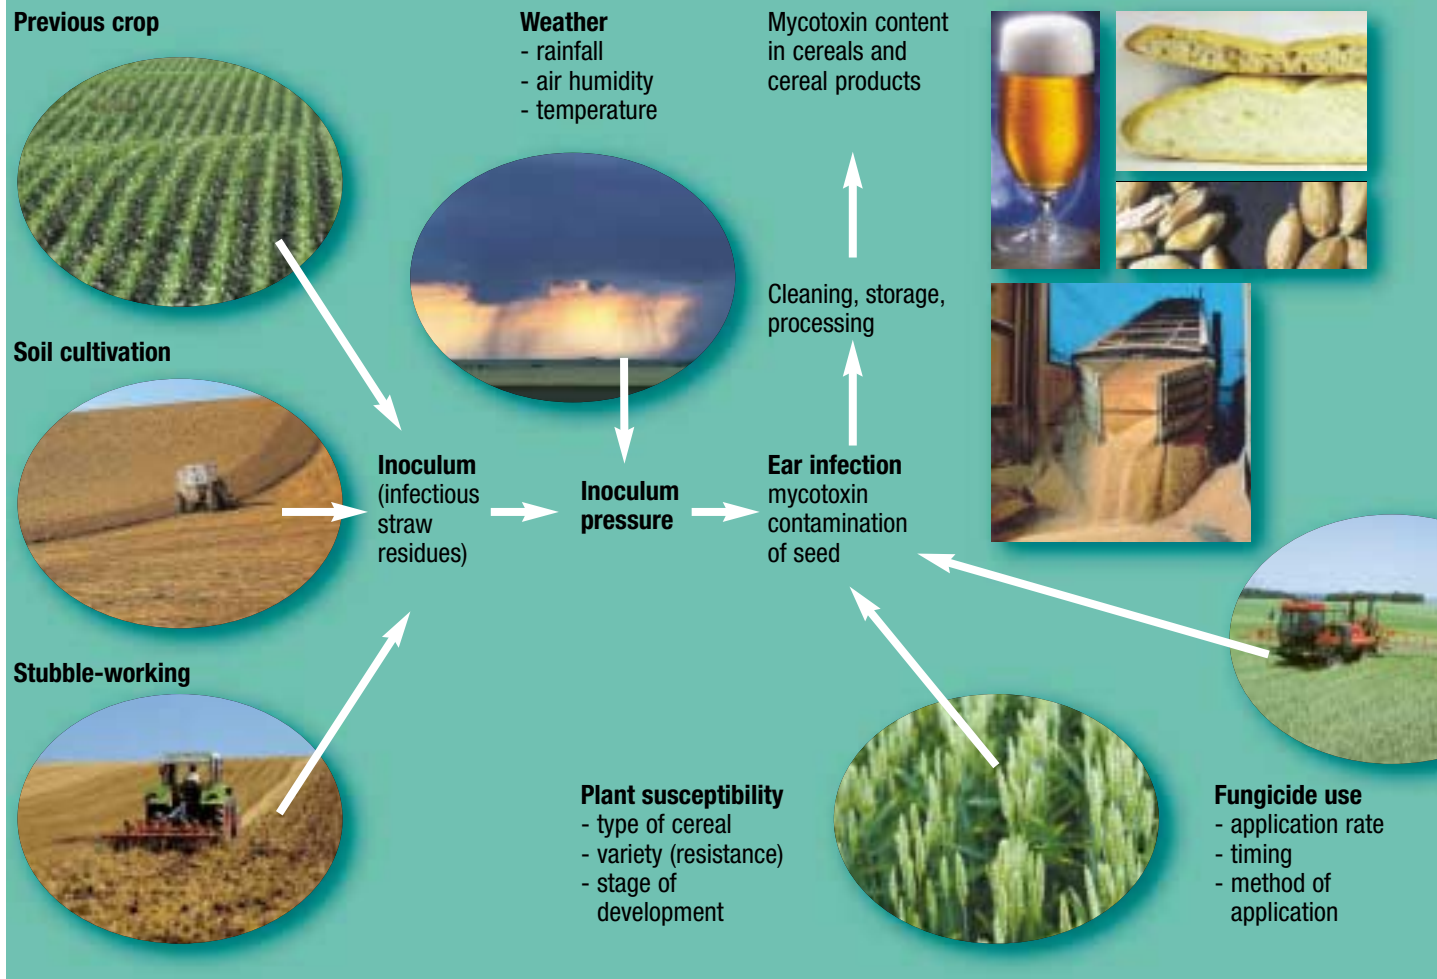 Previous crop
Weather
- rainfall
- air humidity
- temperature
Mycotoxin content
in cereals and
cereal products
Cleaning, storage,
processing
Soil cultivation
Inoculum
(infectious
straw
residues)
Inoculum
pressure
Ear infection
mycotoxin
contamination
of seed
Stubble-working
Plant susceptibility
- type of cereal
- variety (resistance)
- stage of
development
Fungicide use
- application rate
- timing
- method of
application